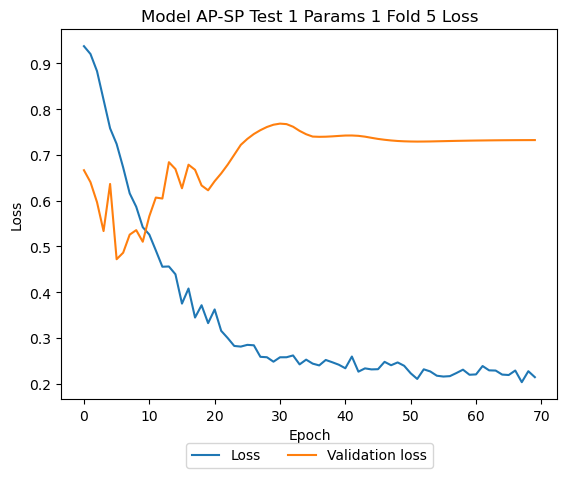 Model AP-SP Test 1 Params 1 Fold 5 Loss
Loss
0.9
0.8
0.7
0.6
0.5
0.4
0.3
0.2
0 10 20 30 40 50 60 70
Epoch
Loss Validation loss